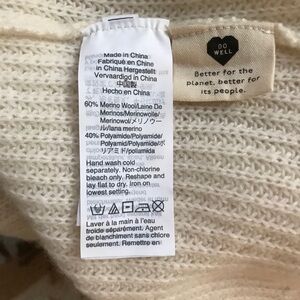 Made in China
Fabriqué en Chine
in China Hergestellt
Vervaardigd in China
中国製
Hecho en China
60% Merino Wool/Laine De
Merinos/Merinowolle/
Merinowol/メリノウー
ル/lana merino
40% Polyamide/Polyamid
Polyamid/Polyamide/ポ
リアミド/poliamida
Hand wash cold
separately. Non-chlorine
bleach only. Reshape and
lay flat to dry. Iron on
lowest setting.
Laver à la main à l'eau
froide séparément. Agent
de blanchiment sans chlore
seulement. Remettre en
DO
WELL
Better for the
planet, better for
its people.